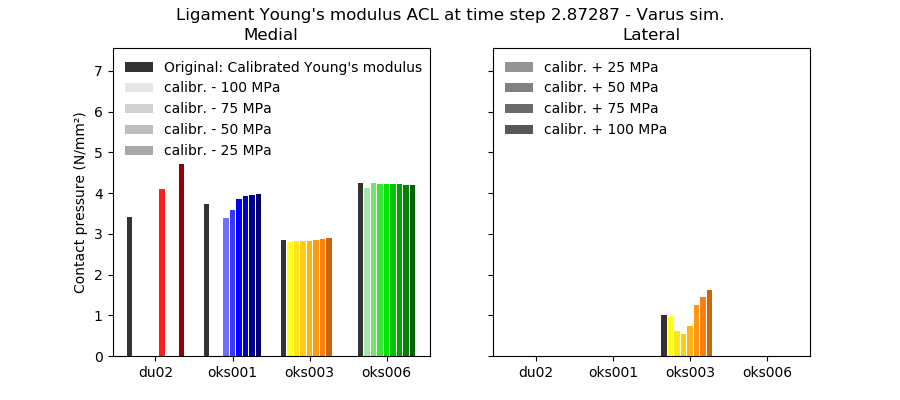 Ligament Young's modulus ACL at time step 2.87287 - Varus sim.
Medial
Lateral
Contact pressure (N/mm²)
7
6
5
4
3
2
1
0
Original: Calibrated Young's modulus
calibr. - 100 MPa
calibr. - 75 MPa
calibr. - 50 MPa
calibr. - 25 MPa
du02 oks001 oks003 oks006
calibr. + 25 MPa
calibr. + 50 MPa
calibr. + 75 MPa
calibr. + 100 MPa
du02 oks001 oks003 oks006